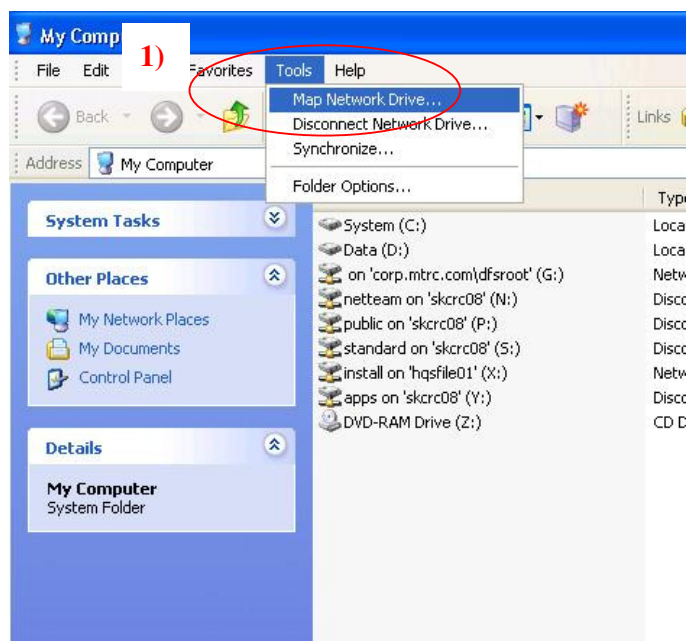 My Comp
1)
File Edit Favorites Tools Help
Map Network Drive...
Disconnect Network Drive...
Synchronize...
Folder Options...
Back
Links
Address My Computer
System Tasks
Other Places
My Network Places
My Documents
Control Panel
Details
My Computer
System Folder
Type
System (C:) Loca
Data (D:) Loca
on 'corp.mtrc.com\dfsroot' (G:) Netw
netteam on 'skcrc08' (N:) Disco
public on 'skcrc08' (P:) Disco
standard on 'skcrc08' (S:) Disco
install on 'hqsfile01' (X:) Netw
apps on 'skcrc08' (Y:) Disco
DVD-RAM Drive (Z:) CD D